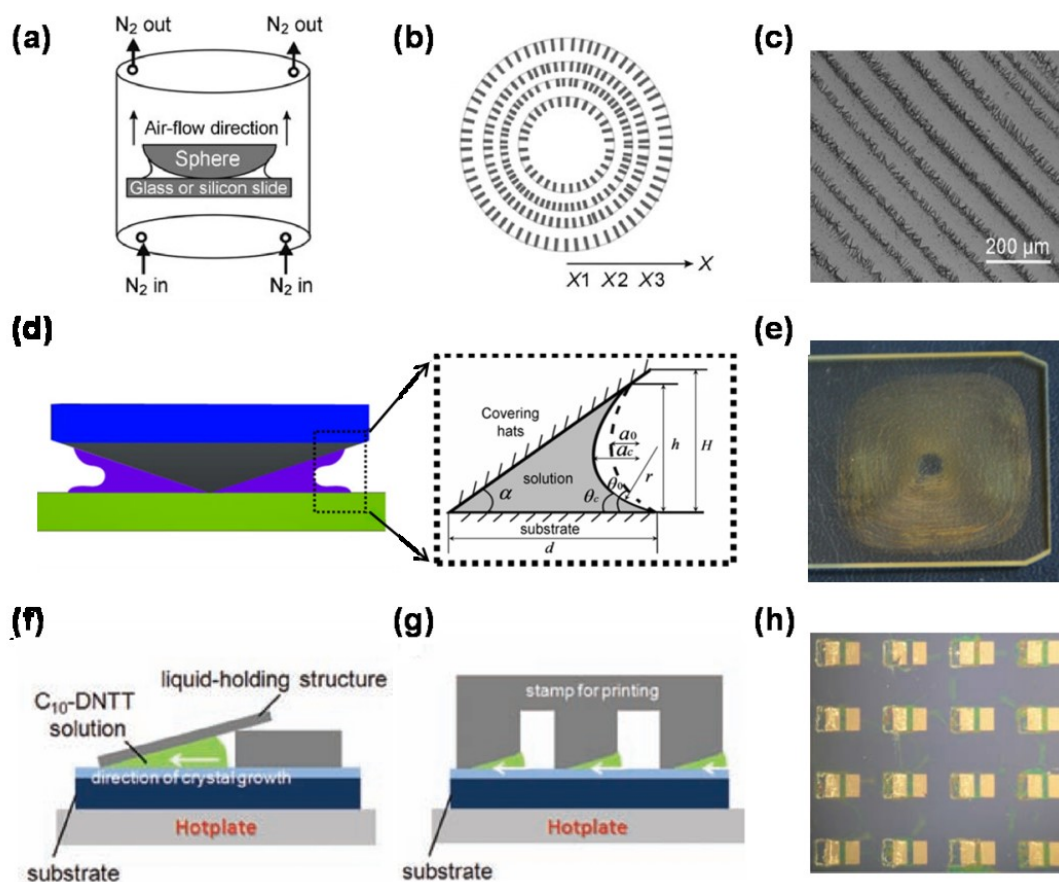 (a)
N₂ out N₂ out
Air-flow direction
Sphere
Glass or silicon slide
N₂ in N₂ in
(b)
X
X1 X2 X3
(c)
200 μm
(d)
Covering
hats
solution
substrate
α
θc
θ0
r
a0
ac
h
H
d
(e)
(f)
liquid-holding structure
C₁₀-DNTT
solution
direction of crystal growth
Hotplate
substrate
(g)
stamp for printing
Hotplate
substrate
(h)